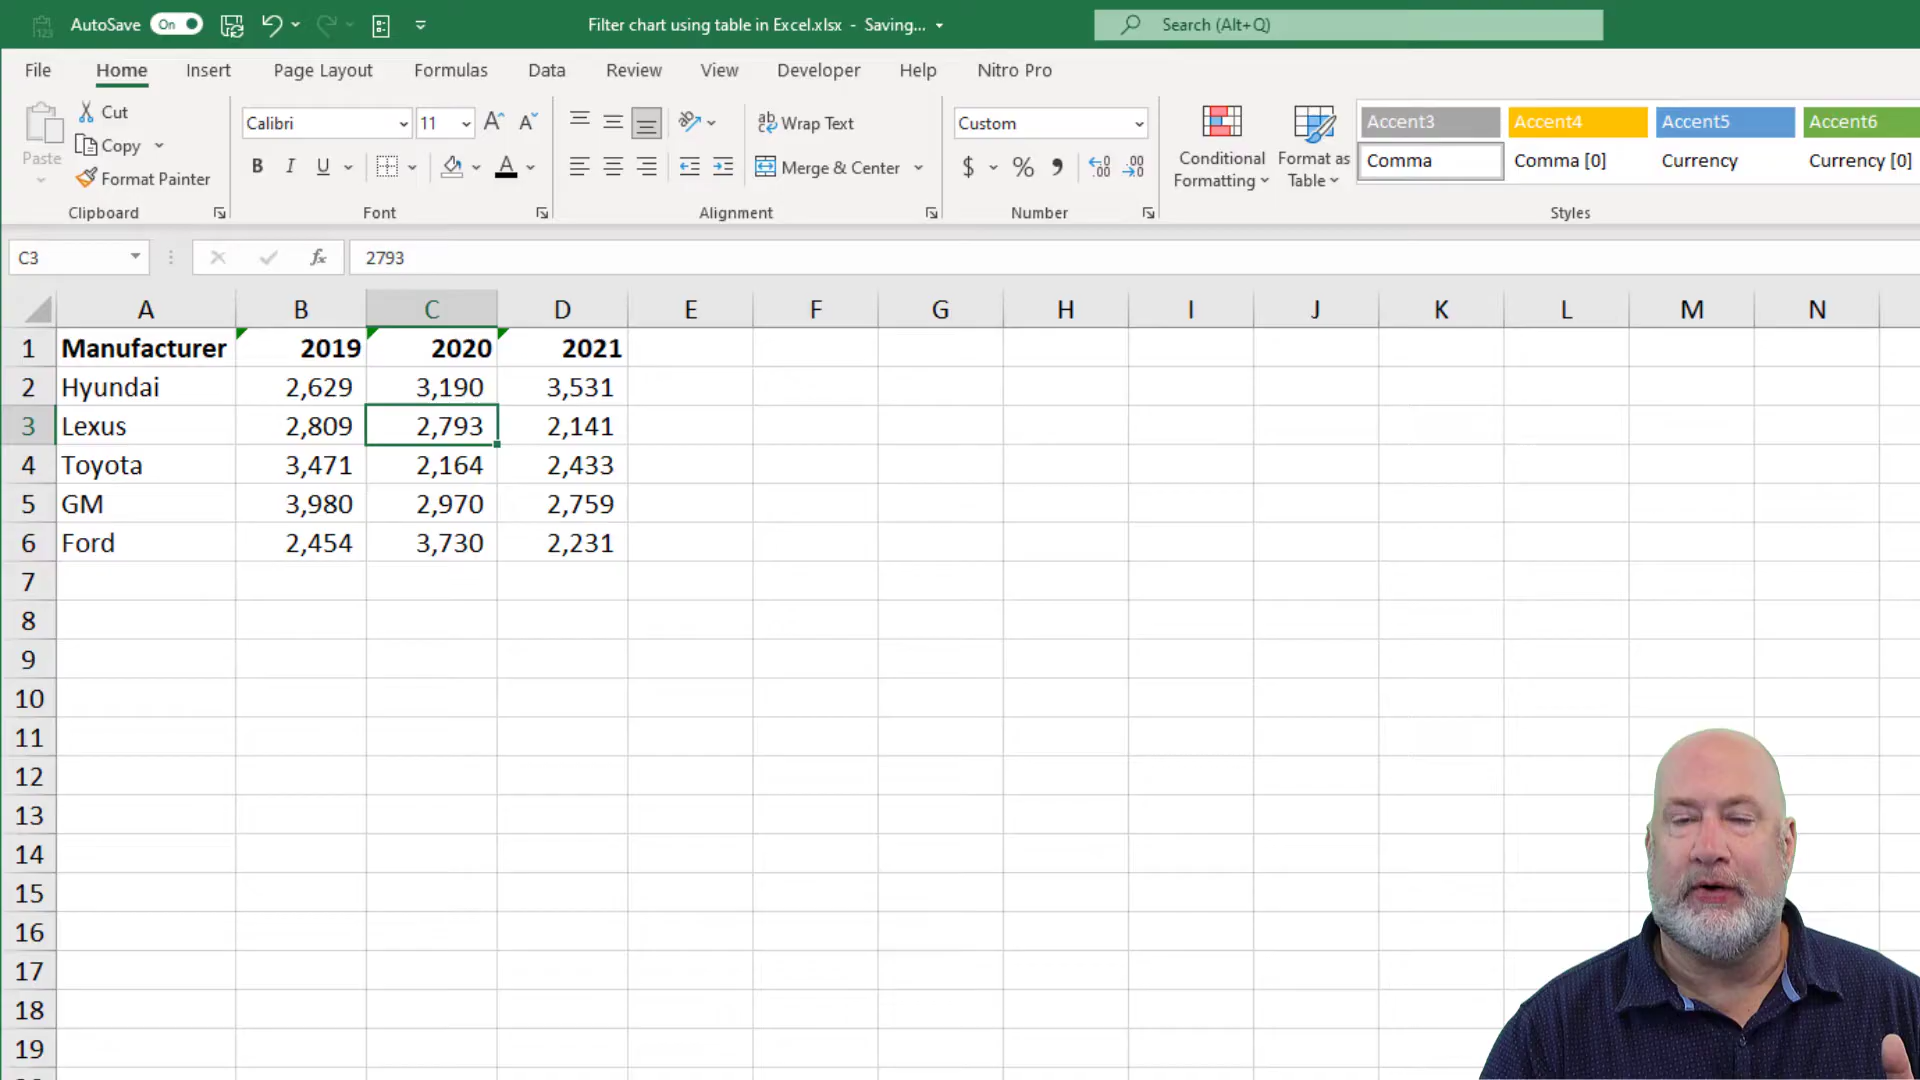 AutoSave On Filter chart using table in Excel.xlsx - Saving... Search (Alt+Q)
File Home Insert Page Layout Formulas Data Review View Developer Help Nitro Pro
Paste
Cut
Copy
Format Painter
Clipboard
Calibri 11
B I U
Font
Wrap Text
Merge & Center
Alignment
Custom
$ % ,
Number
Conditional
Formatting
Format as
Table
Accent3 Accent4 Accent5 Accent6
Comma Comma [0] Currency Currency [0]
Styles
C3 fx 2793
A B C D E F G H I J K L M N
1 Manufacturer 2019 2020 2021
2 Hyundai 2,629 3,190 3,531
3 Lexus 2,809 2,793 2,141
4 Toyota 3,471 2,164 2,433
5 GM 3,980 2,970 2,759
6 Ford 2,454 3,730 2,231
7
8
9
10
11
12
13
14
15
16
17
18
19